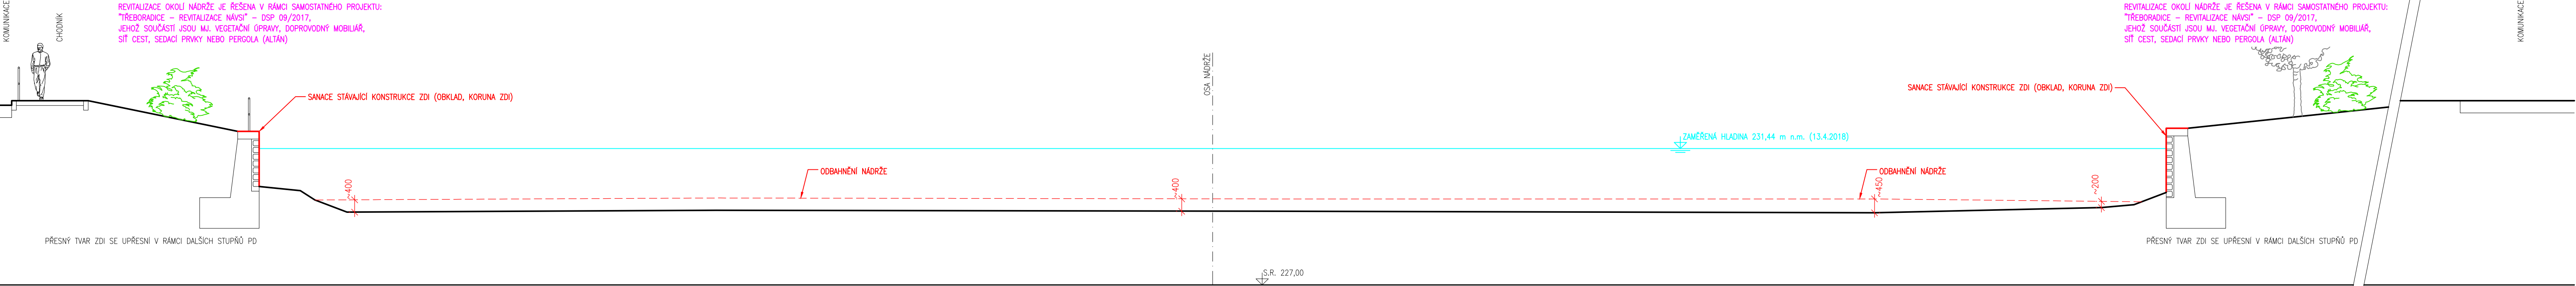 KOMUNIKACE
CHODNÍK
REVITALIZACE OKOLÍ NÁDRŽE JE ŘEŠENA V RÁMCI SAMOSTATNÉHO PROJEKTU:
"TŘEBORADICE – REVITALIZACE NÁVSI" – DSP 09/2017,
JEHOŽ SOUČÁSTÍ JSOU MJ. VEGETAČNÍ ÚPRAVY, DOPROVODNÝ MOBILIÁŘ,
SÍŤ CEST, SEDACÍ PRVKY NEBO PERGOLA (ALTÁN)
REVITALIZACE OKOLÍ NÁDRŽE JE ŘEŠENA V RÁMCI SAMOSTATNÉHO PROJEKTU:
"TŘEBORADICE – REVITALIZACE NÁVSI" – DSP 09/2017,
JEHOŽ SOUČÁSTÍ JSOU MJ. VEGETAČNÍ ÚPRAVY, DOPROVODNÝ MOBILIÁŘ,
SÍŤ CEST, SEDACÍ PRVKY NEBO PERGOLA (ALTÁN)
KOMUNIKACE
OSA NÁDRŽE
SANACE STÁVAJÍCÍ KONSTRUKCE ZDI (OBKLAD, KORUNA ZDI)
SANACE STÁVAJÍCÍ KONSTRUKCE ZDI (OBKLAD, KORUNA ZDI)
ZAMĚŘENÁ HLADINA 231,44 m n.m. (13.4.2018)
ODBAHNĚNÍ NÁDRŽE
ODBAHNĚNÍ NÁDRŽE
~400
~400
~450
~200
PŘESNÝ TVAR ZDI SE UPŘESNÍ V RÁMCI DALŠÍCH STUPŇŮ PD
PŘESNÝ TVAR ZDI SE UPŘESNÍ V RÁMCI DALŠÍCH STUPŇŮ PD
S.R. 227,00